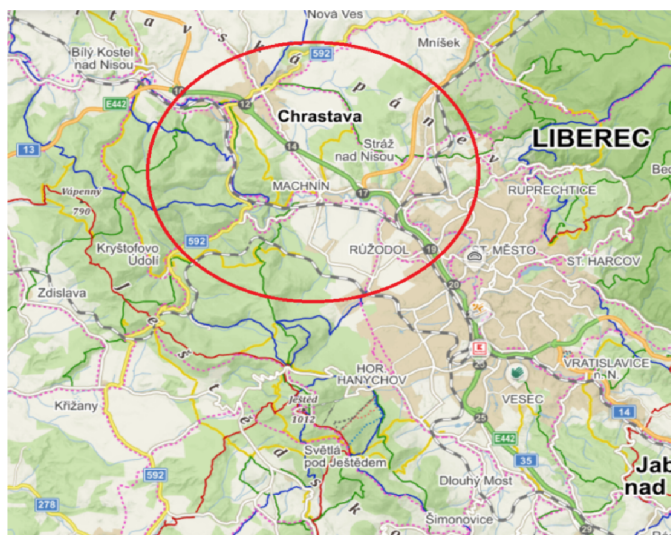 Nová Ves
Mníšek
Bílý Kostel
nad Nisou
592
10
12
E442
Chrastava
14
Stráž
nad Nisou
LIBEREC
13
Vápenný
790
MACHNÍN
17
RUPRECHTICE
Kryštofovo
Údolí
592
RŮŽODOL
19
ST. MĚSTO
ST. HARCOV
20
Zdislava
HOR
HANYCHOV
VRATISLAVICE
n. N.
VESEC
14
Křižany
Ještěd
1012
25
E442
Světlá
pod Ještědem
35
592
Jab
nad
278
Dlouhý Most
Šimonovice